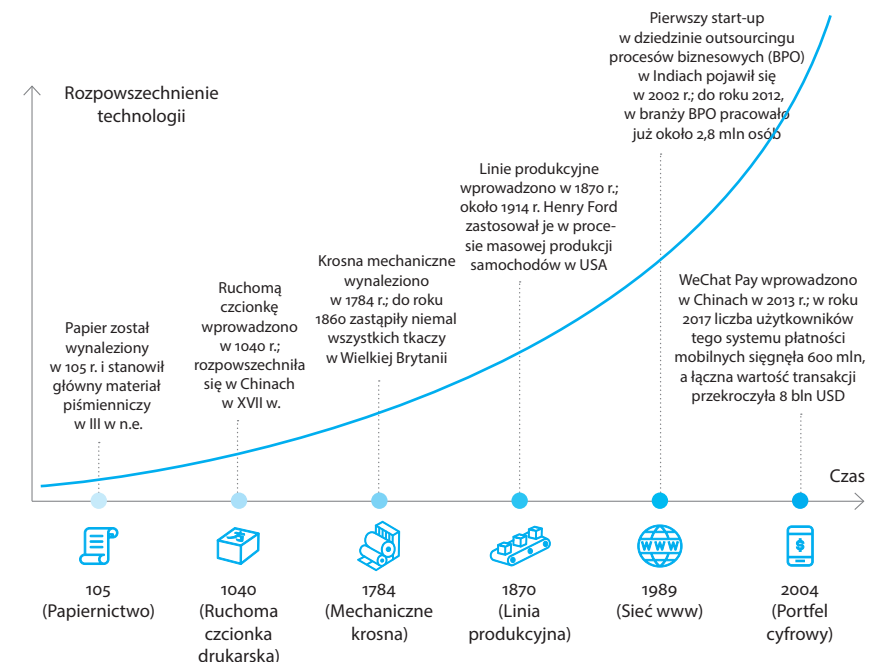 Rozpowszechnienie
technologii
Papier został
wynaleziony
w 105 r. i stanowił
główny materiał
piśmienniczy
w III w n.e.
Ruchomą
czcionkę
wprowadzono
w 1040 r.;
rozpowszechniła
się w Chinach
w XVII w.
Krosna mechaniczne
wynaleziono
w 1784 r.; do roku
1860 zastąpiły niemal
wszystkich tkaczy
w Wielkiej Brytanii
Linie produkcyjne
wprowadzono w 1870 r.;
około 1914 r. Henry Ford
zastosował je w proce-
sie masowej produkcji
samochodów w USA
Pierwszy start-up
w dziedzinie outsourcingu
procesów biznesowych (BPO)
w Indiach pojawił się
w 2002 r.; do roku 2012,
w branży BPO pracowało
już około 2,8 mln osób
WeChat Pay wprowadzono
w Chinach w 2013 r.; w roku
2017 liczba użytkowników
tego systemu płatności
mobilnych sięgnęła 600 mln,
a łączna wartość transakcji
przekroczyła 8 bln USD
Czas
WWW
$
105
(Papiernictwo)
1040
(Ruchoma
czcionka
drukarska)
1784
(Mechaniczne
krosna)
1870
(Linia
produkcyjna)
1989
(Sieć www)
2004
(Portfel
cyfrowy)